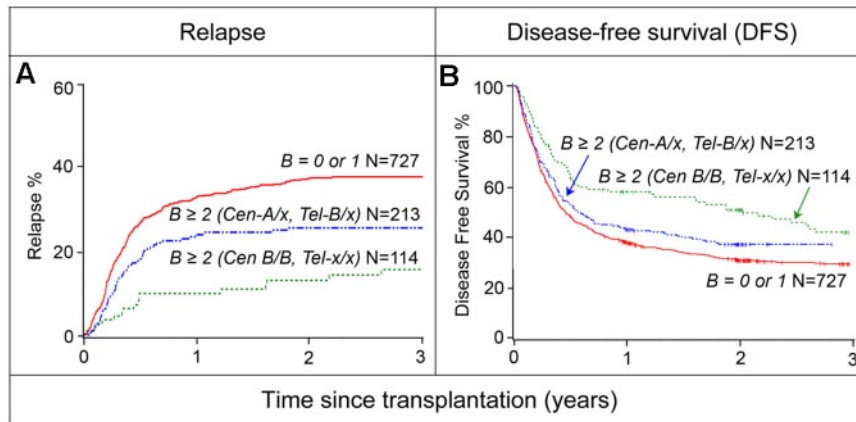 Relapse
Disease-free survival (DFS)
A
60
40
20
0
Relapse %
B = 0 or 1 N=727
B ≥ 2 (Cen-A/x, Tel-B/x) N=213
B ≥ 2 (Cen B/B, Tel-x/x) N=114
0 1 2 3
B
100
80
60
40
20
0
Disease Free Survival %
B ≥ 2 (Cen-A/x, Tel-B/x) N=213
B ≥ 2 (Cen B/B, Tel-x/x) N=114
B = 0 or 1 N=727
0 1 2 3
Time since transplantation (years)